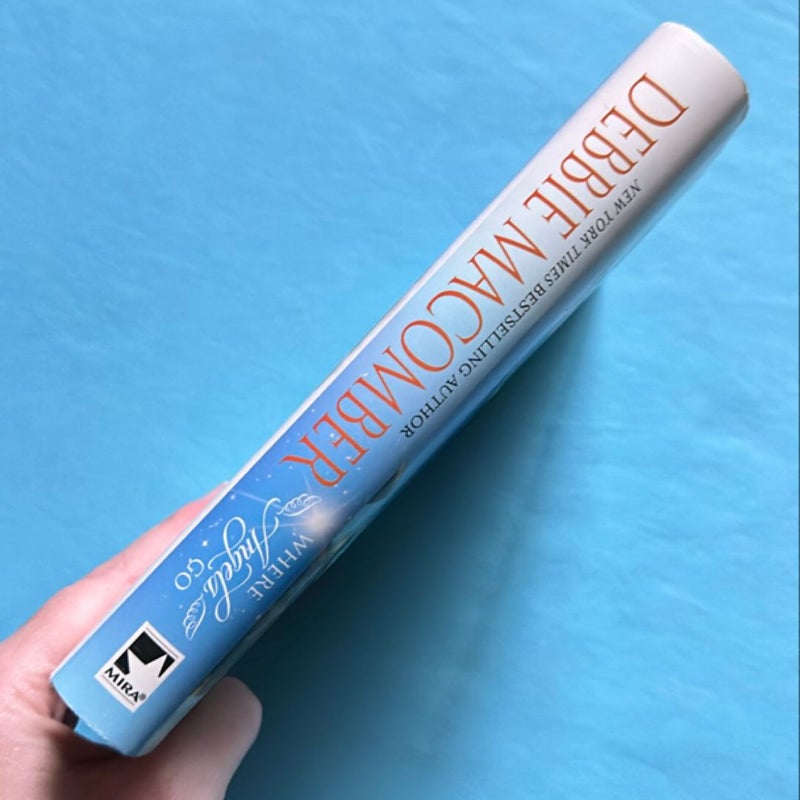 DEBBIE MACOMBER
NEW YORK TIMES BESTSELLING AUTHOR
WHERE
Angels
GO
MIRA®